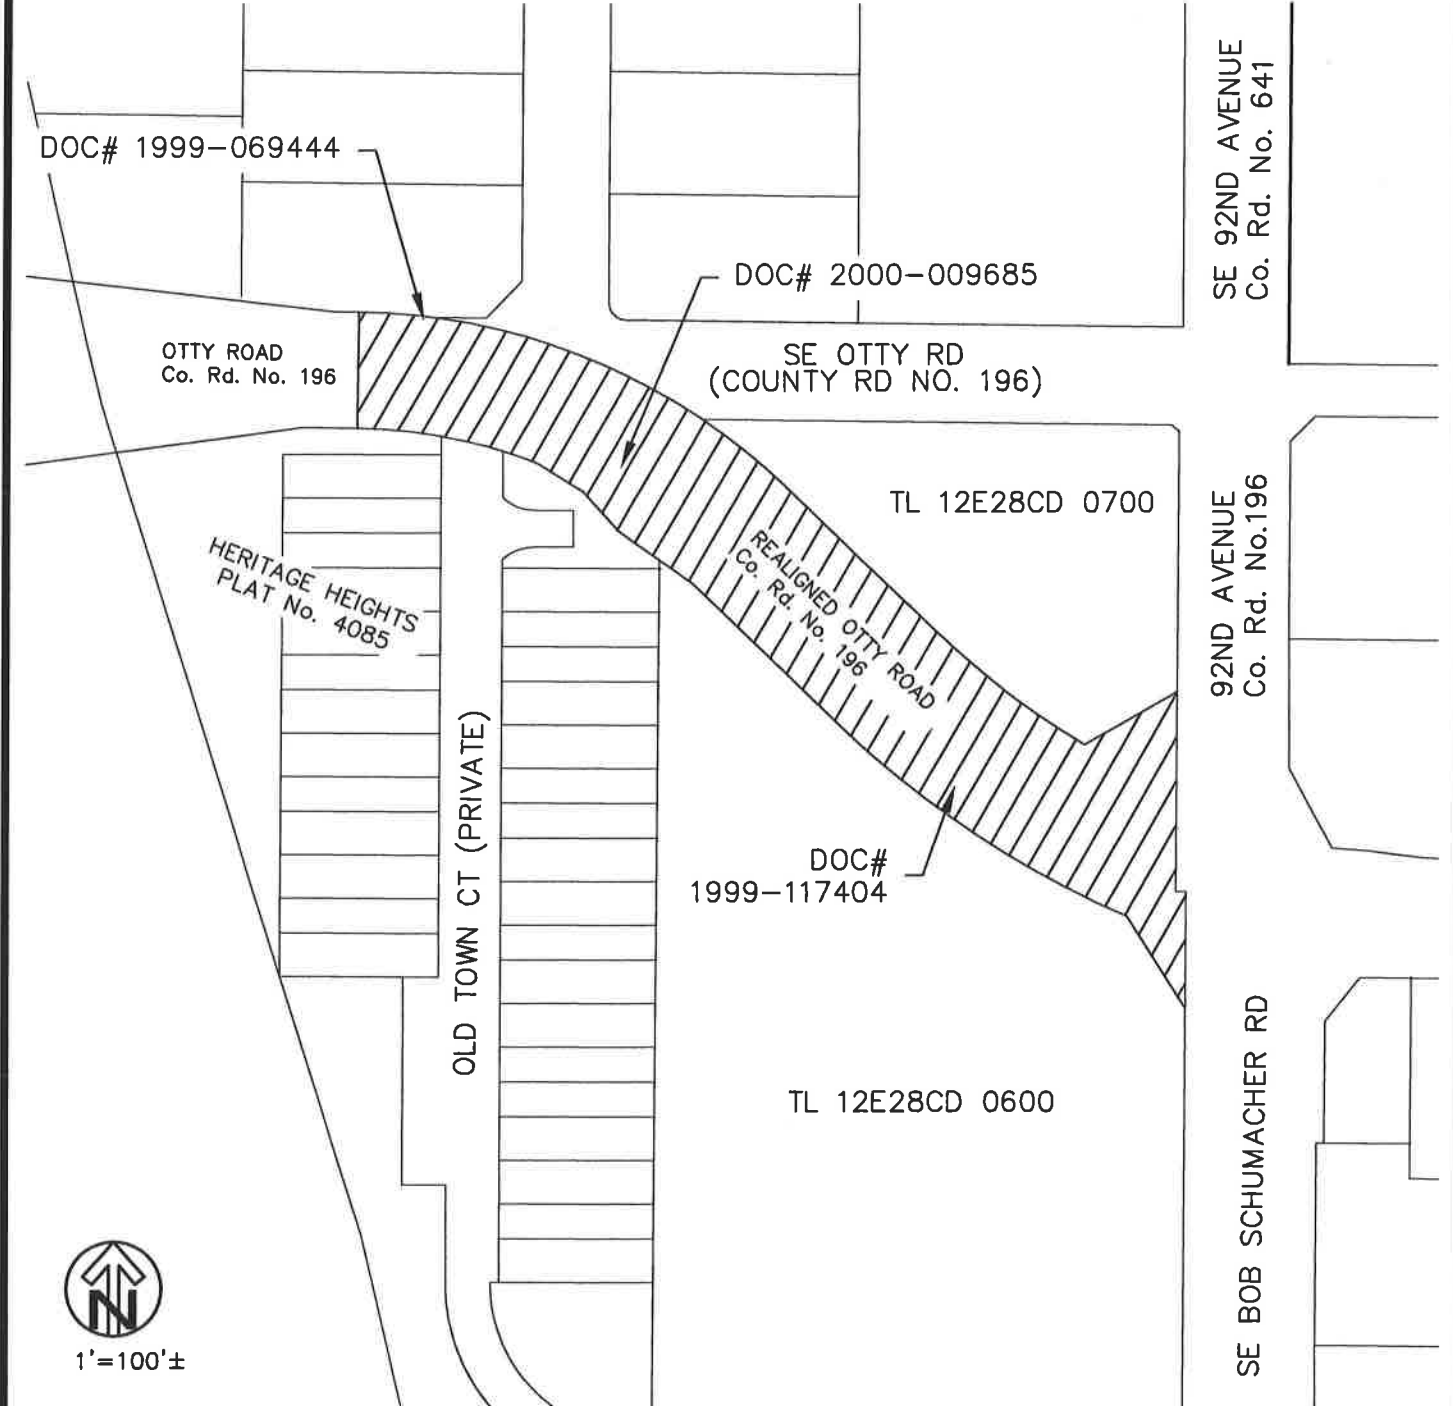 SE 92ND AVENUE
Co. Rd. No. 641
DOC# 1999-069444
DOC# 2000-009685
OTTY ROAD
Co. Rd. No. 196
SE OTTY RD
(COUNTY RD NO. 196)
TL 12E28CD 0700
92ND AVENUE
Co. Rd. No.196
HERITAGE HEIGHTS
PLAT No. 4085
REALIGNED OTTY ROAD
Co. Rd. No. 196
OLD TOWN CT (PRIVATE)
DOC#
1999-117404
TL 12E28CD 0600
SE BOB SCHUMACHER RD
N
1'=100'±